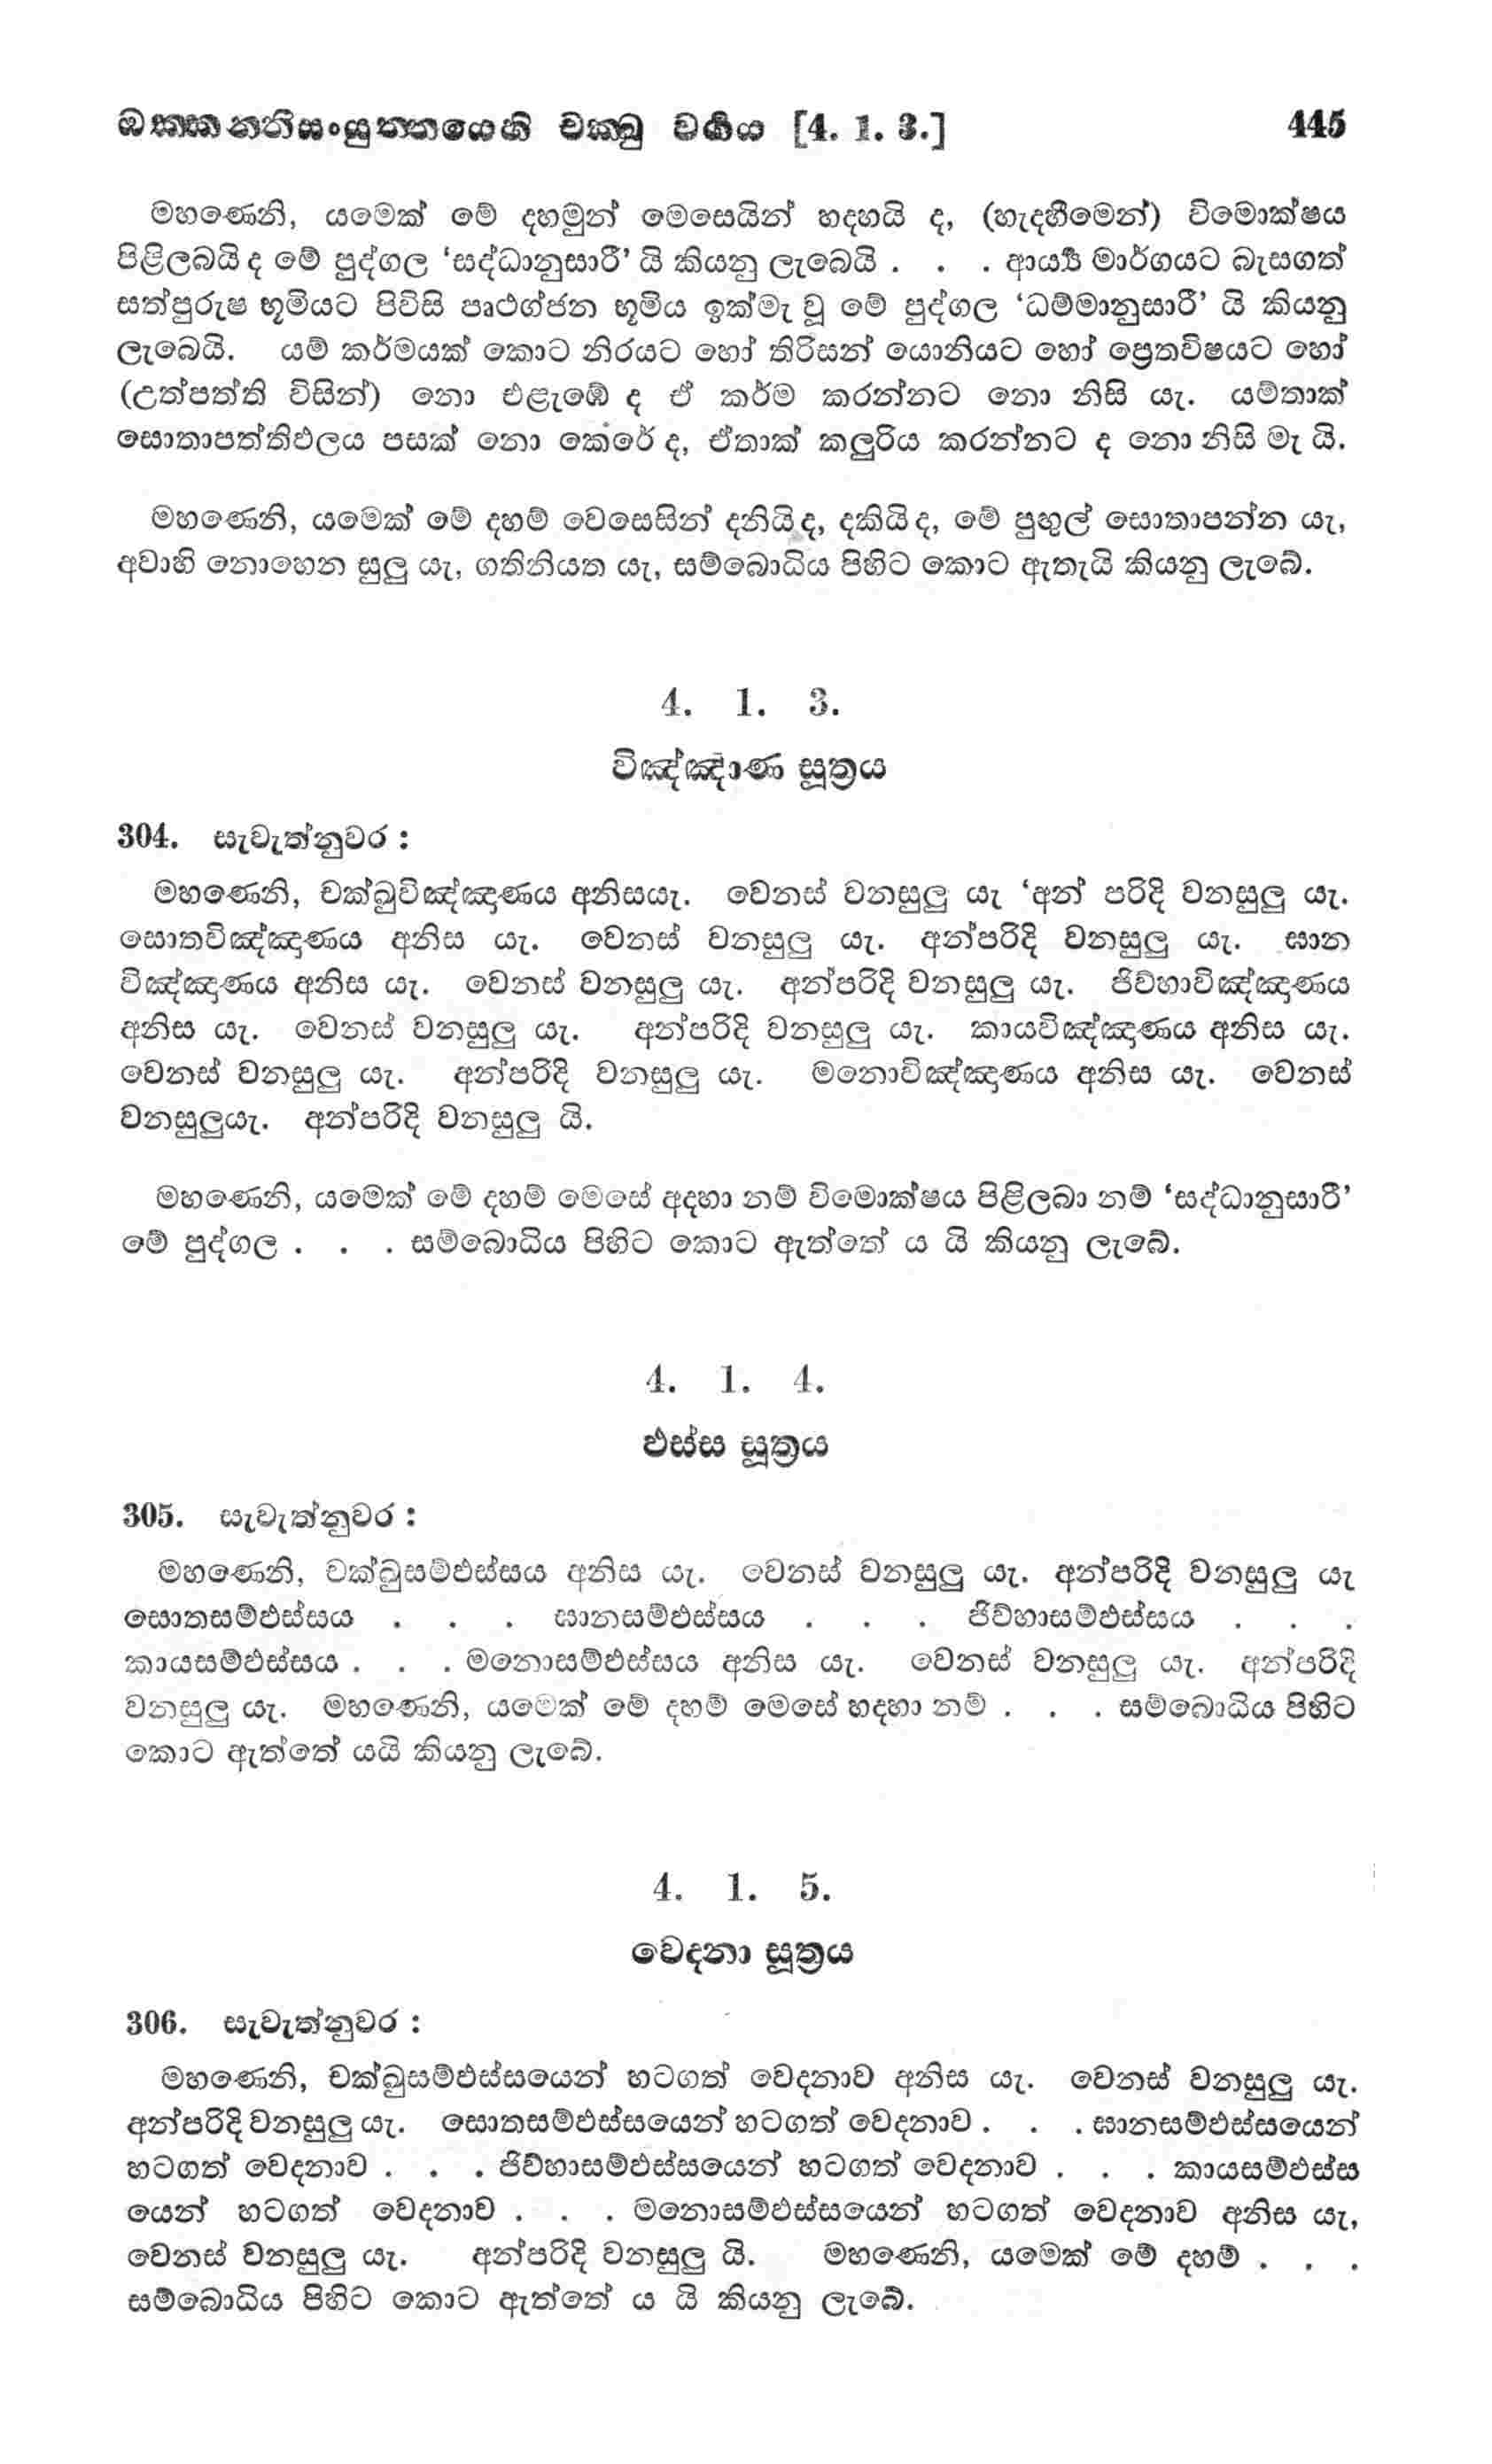 ඔක‍්කන‍්තිසංයුත‍්තයෙහි චක‍්ඛු වර්‍ගය [4. 1. 3.] 445
මහණෙනි, යමෙක් මේ දහමුන් මෙසෙයින් හදහයි ද, (හැදහීමෙන්) විමොක්ෂය
පිළිලබයි ද මේ පුද්ගල ‘සද්ධානුසාරී’ යි කියනු ලැබෙයි . . . ආර්‍ය්‍ය මාර්ගයට බැසගත්
සත්පුරුෂ භූමියට පිවිසි පෘථග්ජන භූමිය ඉක්මැ වූ මේ පුද්ගල ‘ධම්මානුසාරී’ යි කියනු
ලැබෙයි. යම් කර්මයක් කොට නිරයට හෝ තිරිසන් යොනියට හෝ ප්‍රෙතවිෂයට හෝ
(උත්පත්ති විසින්) නො එළැඹේ ද ඒ කර්ම කරන්නට නො නිසි යැ. යම්තාක්
සොතාපත්තිඵලය පසක් නො කෙරේ ද, ඒතාක් කලුරිය කරන්නට ද නො නිසි මැ යි.
මහණෙනි, යමෙක් මේ දහම් වෙසෙසින් දනියි ද, දකියි ද, මේ පුඟුල් සොතාපන්න යැ,
අවාහි නොහෙන සුලු යැ, ගතිනියත යැ, සම්බොධිය පිහිට කොට ඇතැයි කියනු ලැබේ.
4. 1. 3.
විඤ්ඤාණ සූත්‍රය
304. සැවැත්නුවර :
මහණෙනි, චක්ඛුවිඤ්ඤාණය අනිසයැ. වෙනස් වනසුලු යැ ‘අන් පරිදි වනසුලු යැ.
සොතවිඤ්ඤාණය අනිස යැ. වෙනස් වනසුලු යැ. අන්පරිදි වනසුලු යැ. ඝාන
විඤ්ඤාණය අනිස යැ. වෙනස් වනසුලු යැ. අන්පරිදි වනසුලු යැ. ජිව්හාවිඤ්ඤාණය
අනිස යැ. වෙනස් වනසුලු යැ. අන්පරිදි වනසුලු යැ. කායවිඤ්ඤාණය අනිස යැ.
වෙනස් වනසුලු යැ. අන්පරිදි වනසුලු යැ. මනොවිඤ්ඤාණය අනිස යැ. වෙනස්
වනසුලුයැ. අන්පරිදි වනසුලු යි.
මහණෙනි, යමෙක් මේ දහම් මෙසේ අදහා නම් විමොක්ෂය පිළිලබා නම් ‘සද්ධානුසාරී’
මේ පුද්ගල . . . සම්බොධිය පිහිට කොට ඇත්තේ ය යි කියනු ලැබේ.
4. 1. 4.
ඵස්ස සූත්‍රය
305. සැවැත්නුවර :
මහණෙනි, චක්ඛුසම්ඵස්සය අනිස යැ. වෙනස් වනසුලු යැ. අන්පරිදි වනසුලු යැ
සොතසම්ඵස්සය . . . ඝානසම්ඵස්සය . . . ජිව්හාසම්ඵස්සය . . .
කායසම්ඵස්සය . . . මනොසම්ඵස්සය අනිස යැ. වෙනස් වනසුලු යැ. අන්පරිදි
වනසුලු යැ. මහණෙනි, යමෙක් මේ දහම් මෙසේ හදහා නම් . . . සම්බොධිය පිහිට
කොට ඇත්තේ යයි කියනු ලැබේ.
4. 1. 5.
වෙදනා සූත්‍රය
306. සැවැත්නුවර :
මහණෙනි, චක්ඛුසම්ඵස්සයෙන් හටගත් වෙදනාව අනිස යැ. වෙනස් වනසුලු යැ.
අන්පරිදි වනසුලු යැ. සොතසම්ඵස්සයෙන් හටගත් වෙදනාව . . . ඝානසම්ඵස්සයෙන්
හටගත් වෙදනාව . . . ජිව්හාසම්ඵස්සයෙන් හටගත් වෙදනාව . . . කායසම්ඵස්ස
යෙන් හටගත් වෙදනාව . . . මනොසම්ඵස්සයෙන් හටගත් වෙදනාව අනිස යැ,
වෙනස් වනසුලු යැ. අන්පරිදි වනසුලු යි. මහණෙනි, යමෙක් මේ දහම් . . .
සම්බොධිය පිහිට කොට ඇත්තේ ය යි කියනු ලැබේ.